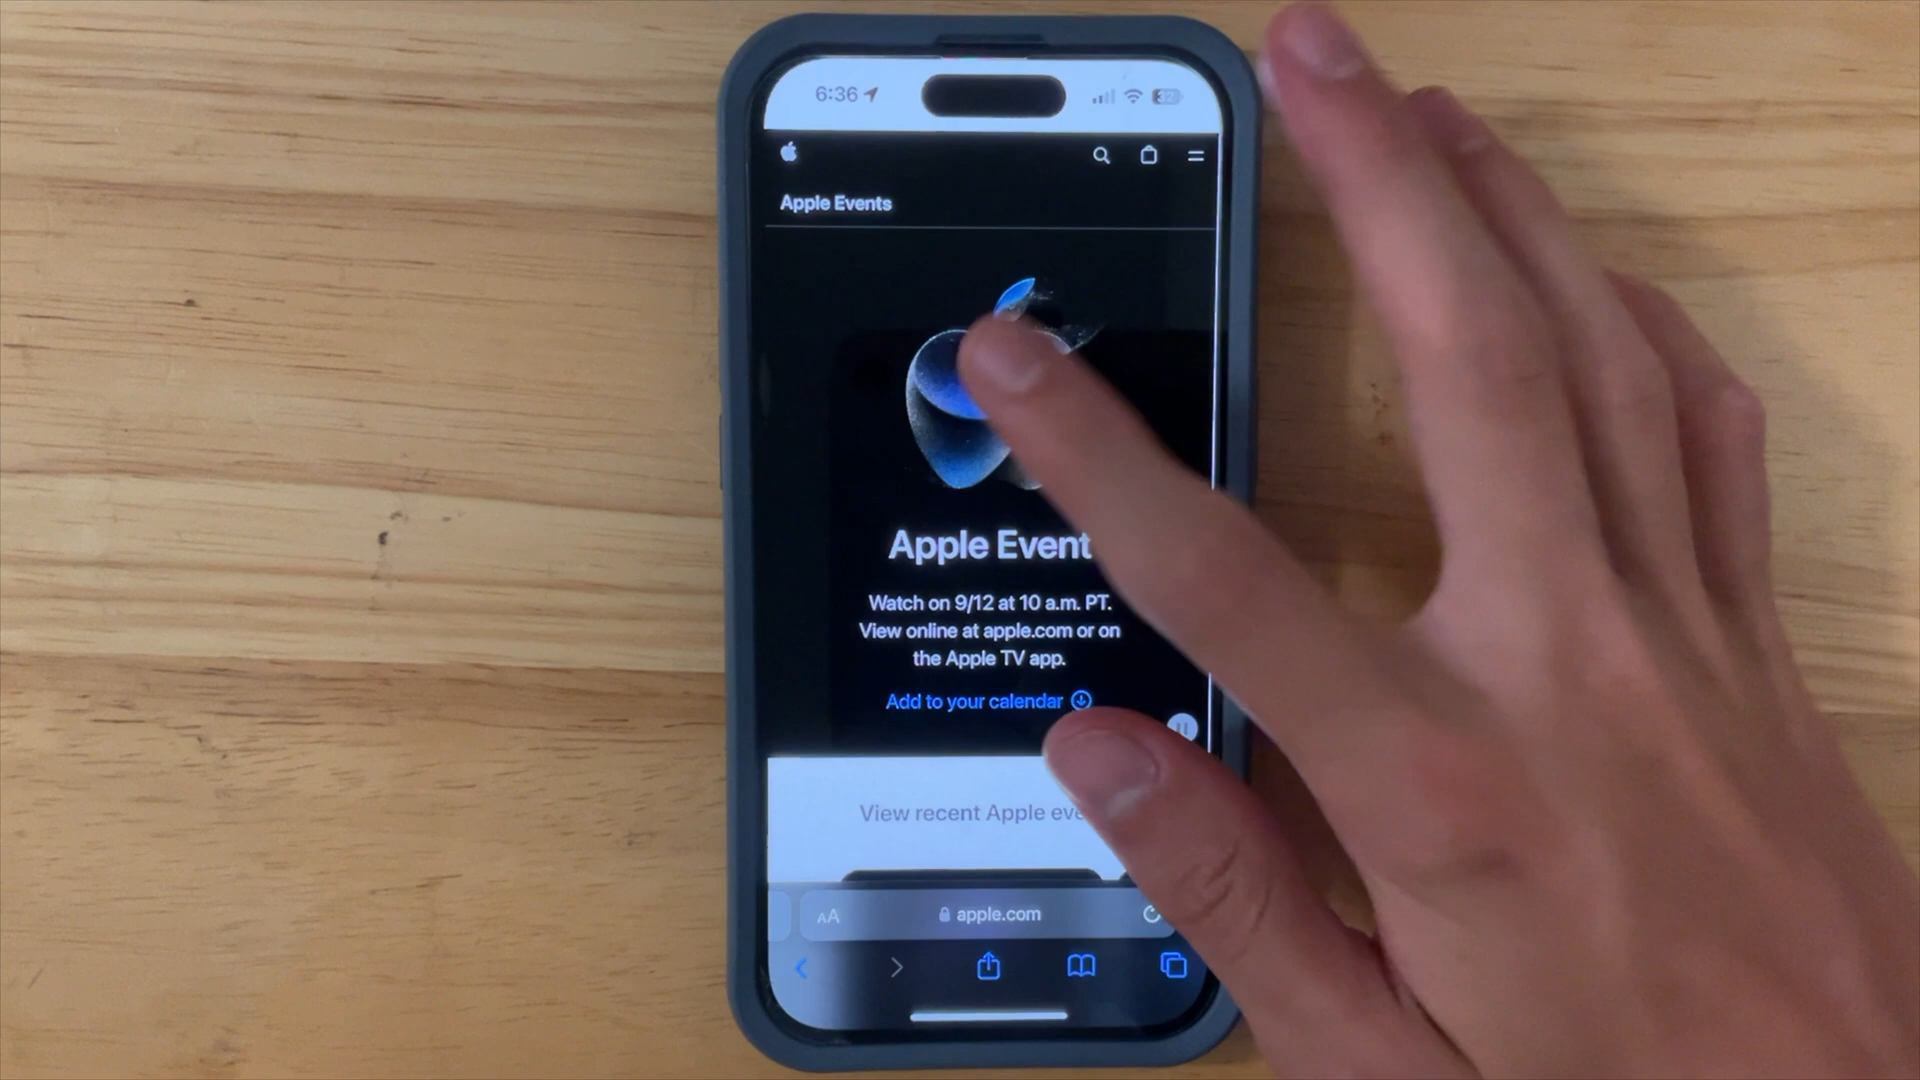 6:36
32
Apple Events
Apple Event
Watch on 9/12 at 10 a.m. PT.
View online at apple.com or on
the Apple TV app.
Add to your calendar
View recent Apple
AA
apple.com